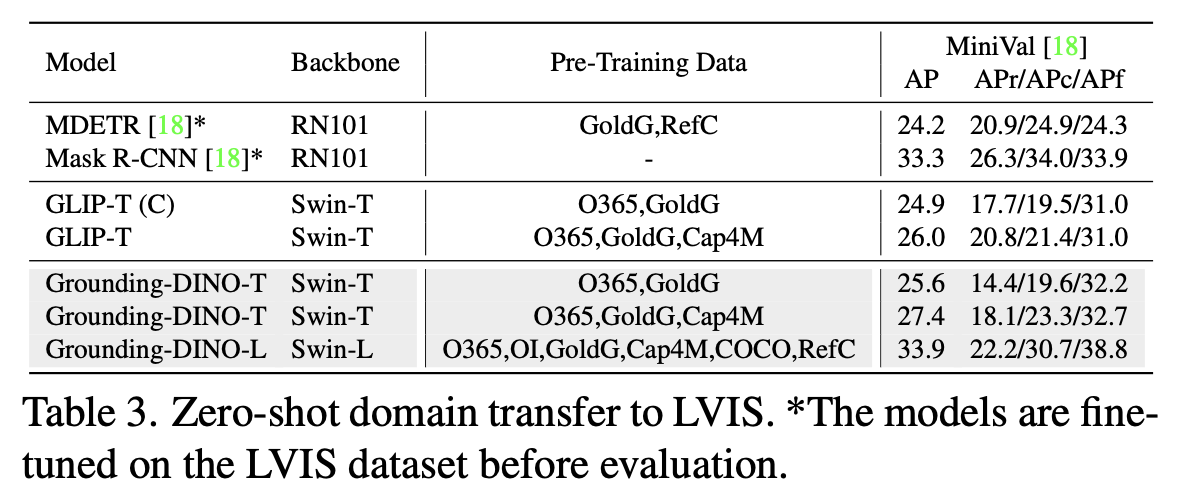 Model Backbone Pre-Training Data MiniVal [18]
AP APr/APc/APf
MDETR [18]* RN101 GoldG,RefC 24.2 20.9/24.9/24.3
Mask R-CNN [18]* RN101 - 33.3 26.3/34.0/33.9
GLIP-T (C) Swin-T O365,GoldG 24.9 17.7/19.5/31.0
GLIP-T Swin-T O365,GoldG,Cap4M 26.0 20.8/21.4/31.0
Grounding-DINO-T Swin-T O365,GoldG 25.6 14.4/19.6/32.2
Grounding-DINO-T Swin-T O365,GoldG,Cap4M 27.4 18.1/23.3/32.7
Grounding-DINO-L Swin-L O365,OI,GoldG,Cap4M,COCO,RefC 33.9 22.2/30.7/38.8
Table 3. Zero-shot domain transfer to LVIS. *The models are fine-
tuned on the LVIS dataset before evaluation.